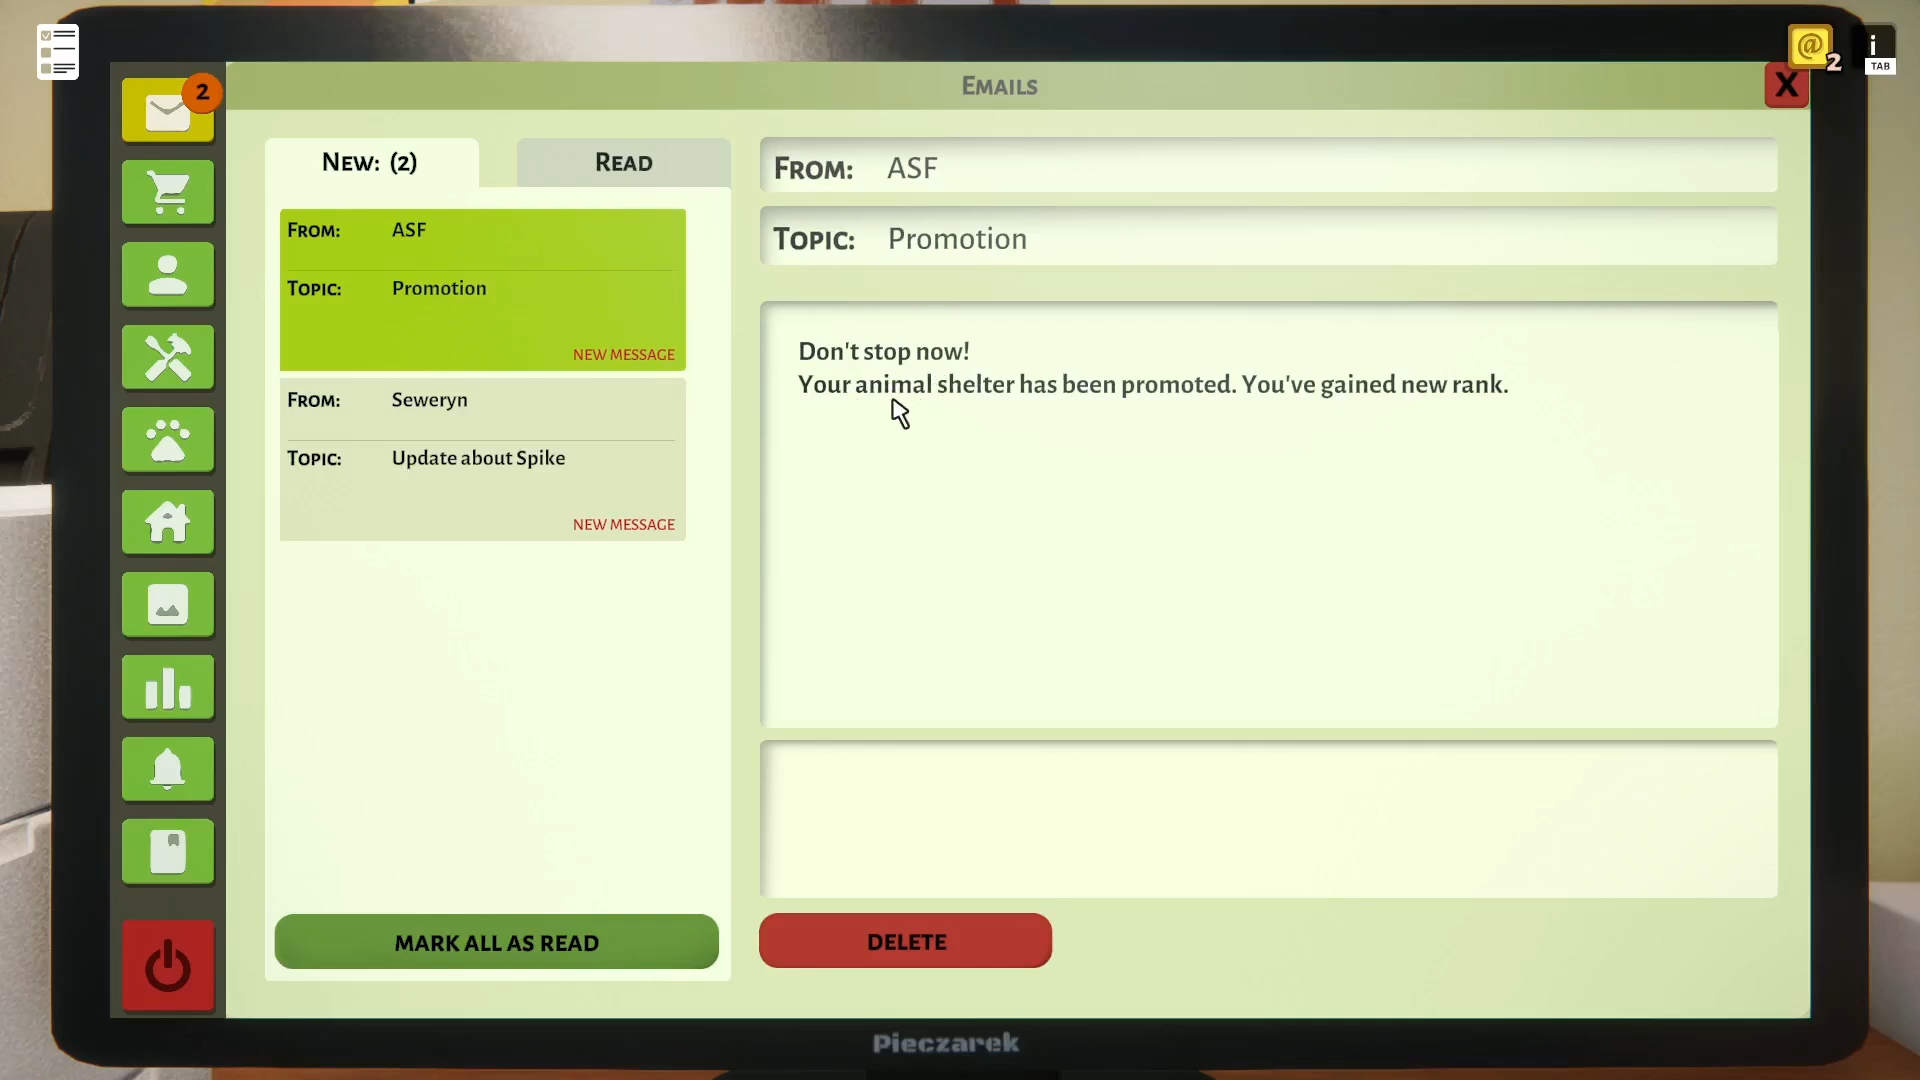 2
EMAILS
X
@ 2
i
TAB
NEW: (2)
READ
FROM: ASF
TOPIC: Promotion
NEW MESSAGE
FROM: Seweryn
TOPIC: Update about Spike
NEW MESSAGE
MARK ALL AS READ
FROM: ASF
TOPIC: Promotion
Don't stop now!
Your animal shelter has been promoted. You've gained new rank.
DELETE
Pieczarek